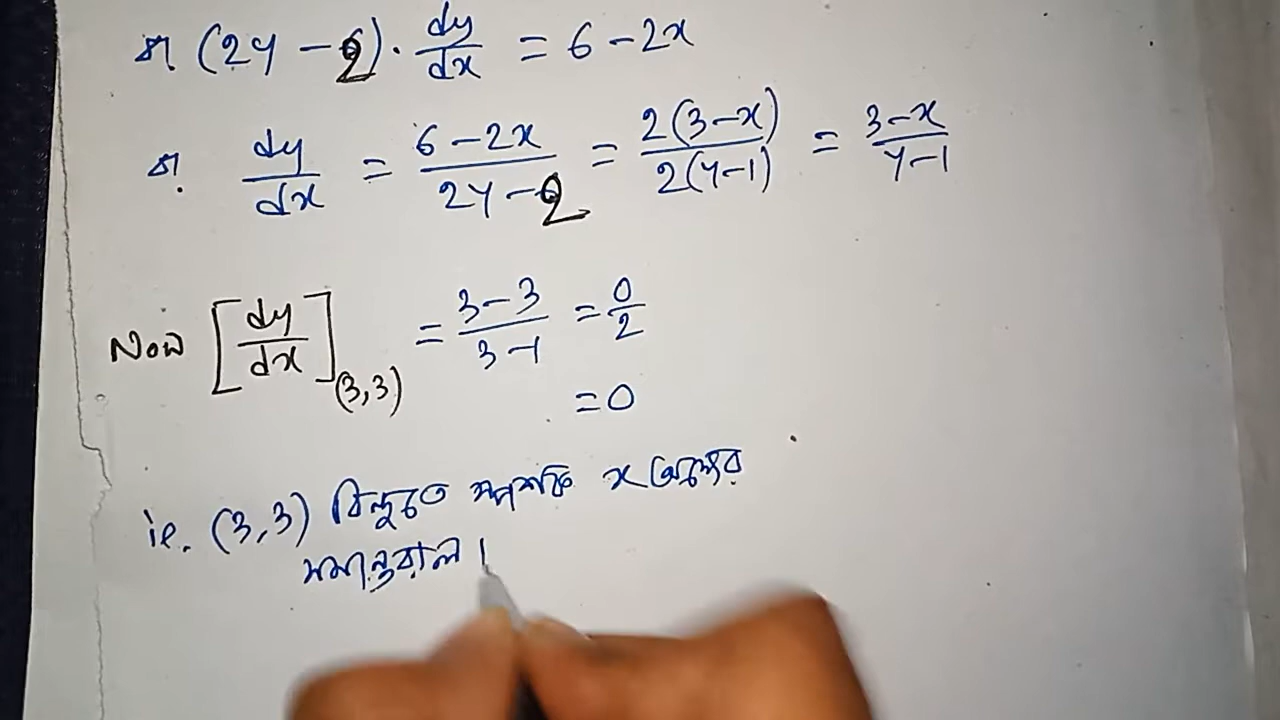 বা (2y - 2) · dy/dx = 6 - 2x
বা, dy/dx = (6 - 2x)/(2y - 2) = 2(3 - x)/2(y - 1) = (3 - x)/(y - 1)
Now [dy/dx](3,3) = (3 - 3)/(3 - 1) = 0/2
= 0
ie. (3,3) বিন্দুতে স্পর্শক x অক্ষের
সমান্তরাল।